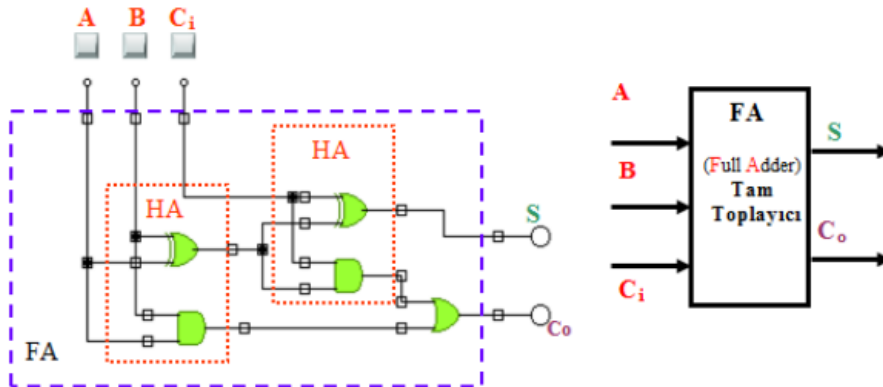 A B Ci
HA
HA
S
Co
FA
A
B
Ci
FA
(Full Adder)
Tam
Toplayıcı
S
Co